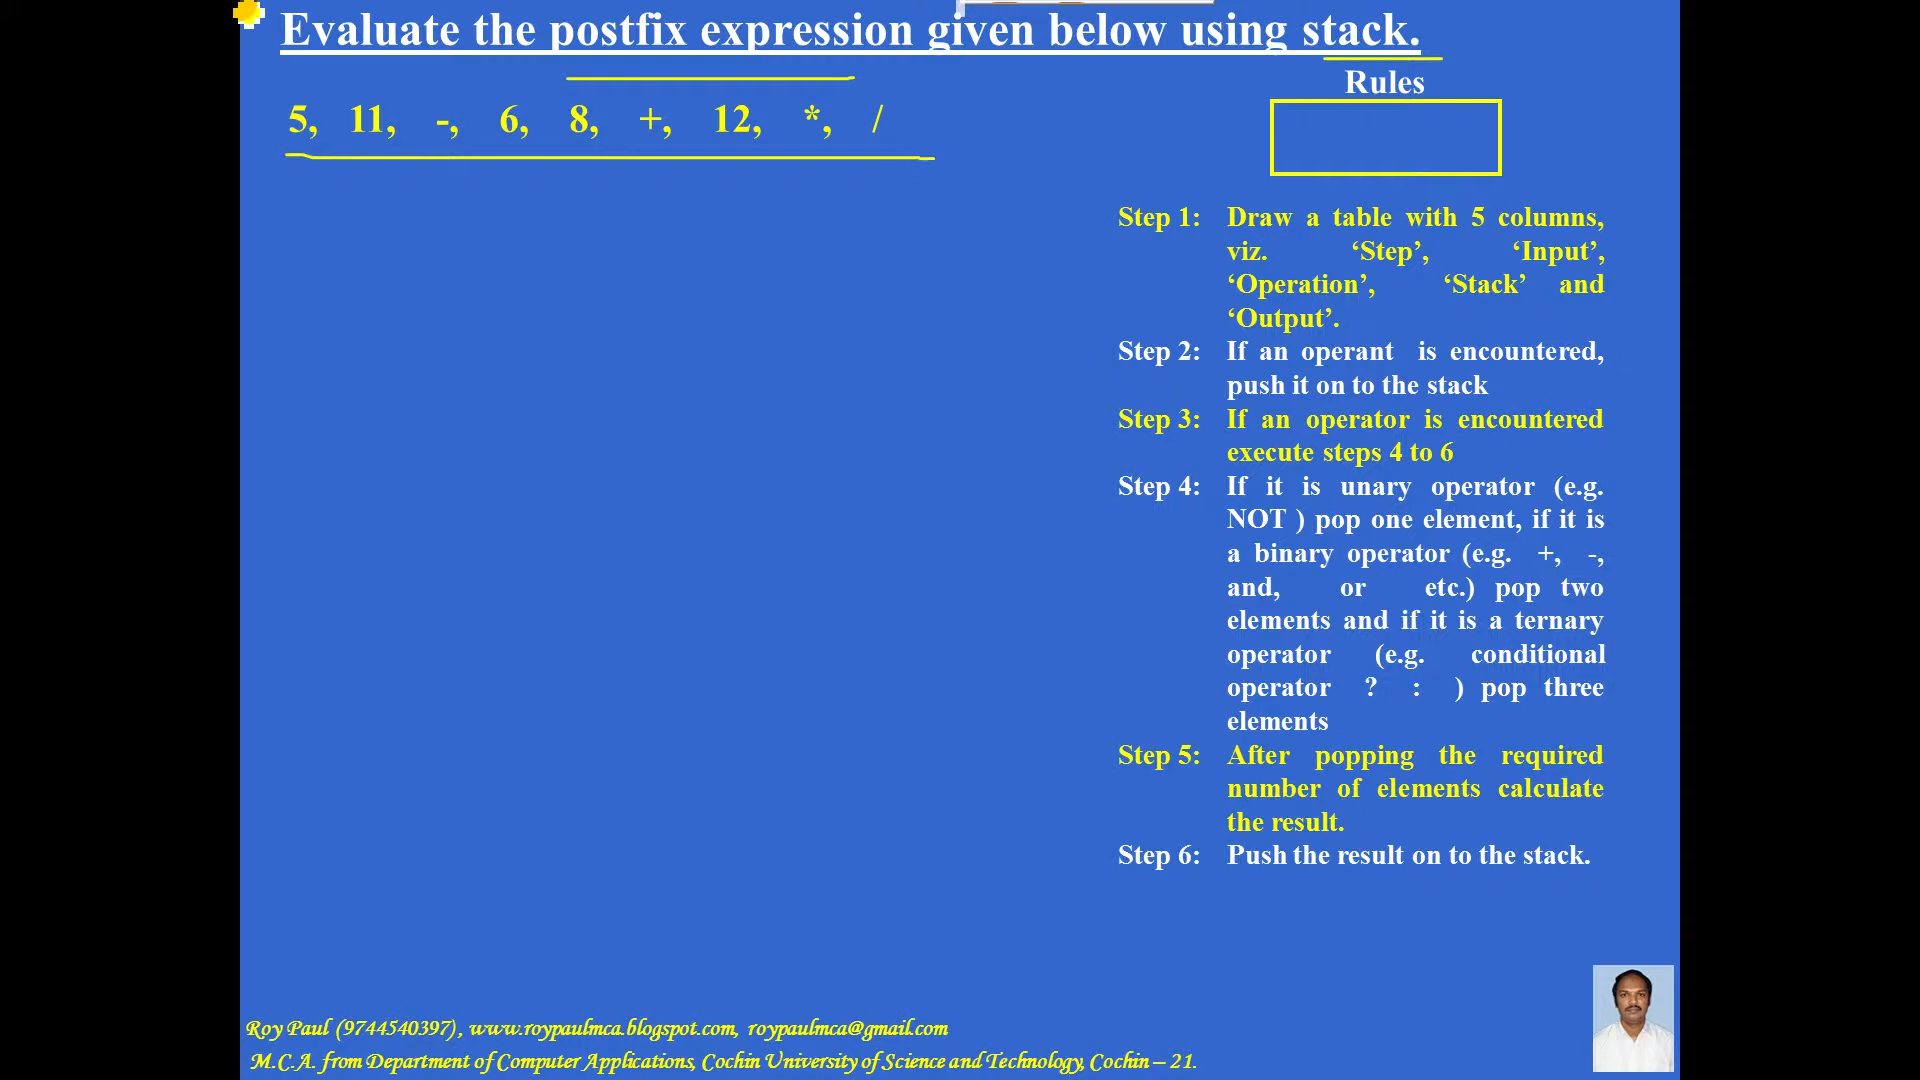 Evaluate the postfix expression given below using stack.
Rules
5, 11, -, 6, 8, +, 12, *, /
Step 1: Draw a table with 5 columns,
viz. ‘Step’, ‘Input’,
‘Operation’, ‘Stack’ and
‘Output’.
Step 2: If an operant is encountered,
push it on to the stack
Step 3: If an operator is encountered
execute steps 4 to 6
Step 4: If it is unary operator (e.g.
NOT ) pop one element, if it is
a binary operator (e.g. +, -,
and, or etc.) pop two
elements and if it is a ternary
operator (e.g. conditional
operator ? : ) pop three
elements
Step 5: After popping the required
number of elements calculate
the result.
Step 6: Push the result on to the stack.
Roy Paul (9744540397), www.roypaulmca.blogspot.com, roypaulmca@gmail.com
M.C.A. from Department of Computer Applications, Cochin University of Science and Technology, Cochin – 21.